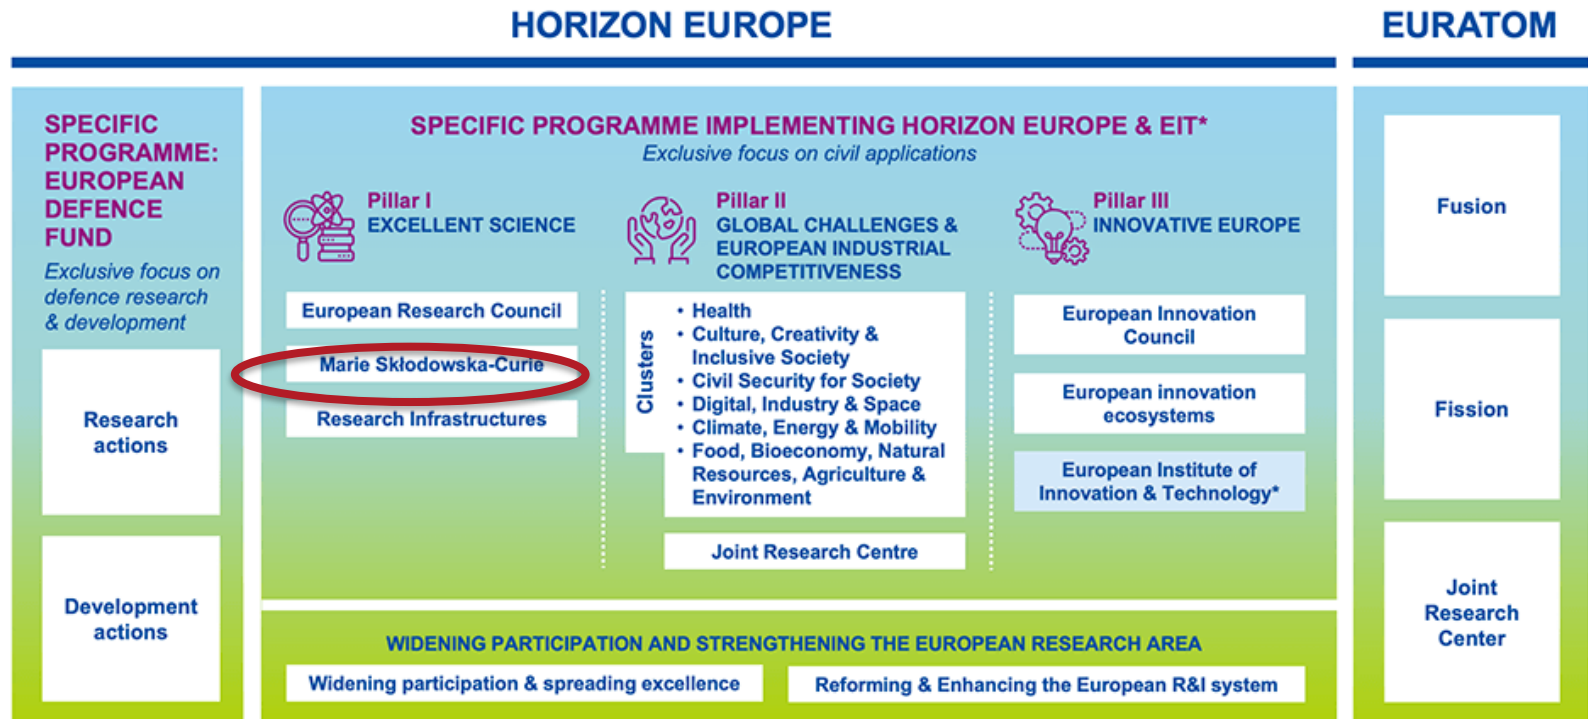 HORIZON EUROPE
EURATOM
SPECIFIC
PROGRAMME:
EUROPEAN
DEFENCE
FUND
Exclusive focus on
defence research
& development
Research
actions
Development
actions
SPECIFIC PROGRAMME IMPLEMENTING HORIZON EUROPE & EIT*
Exclusive focus on civil applications
Pillar I
EXCELLENT SCIENCE
European Research Council
Marie Skłodowska-Curie
Research Infrastructures
Pillar II
GLOBAL CHALLENGES &
EUROPEAN INDUSTRIAL
COMPETITIVENESS
Clusters
• Health
• Culture, Creativity &
Inclusive Society
• Civil Security for Society
• Digital, Industry & Space
• Climate, Energy & Mobility
• Food, Bioeconomy, Natural
Resources, Agriculture &
Environment
Joint Research Centre
Pillar III
INNOVATIVE EUROPE
European Innovation
Council
European innovation
ecosystems
European Institute of
Innovation & Technology*
WIDENING PARTICIPATION AND STRENGTHENING THE EUROPEAN RESEARCH AREA
Widening participation & spreading excellence
Reforming & Enhancing the European R&I system
Fusion
Fission
Joint
Research
Center